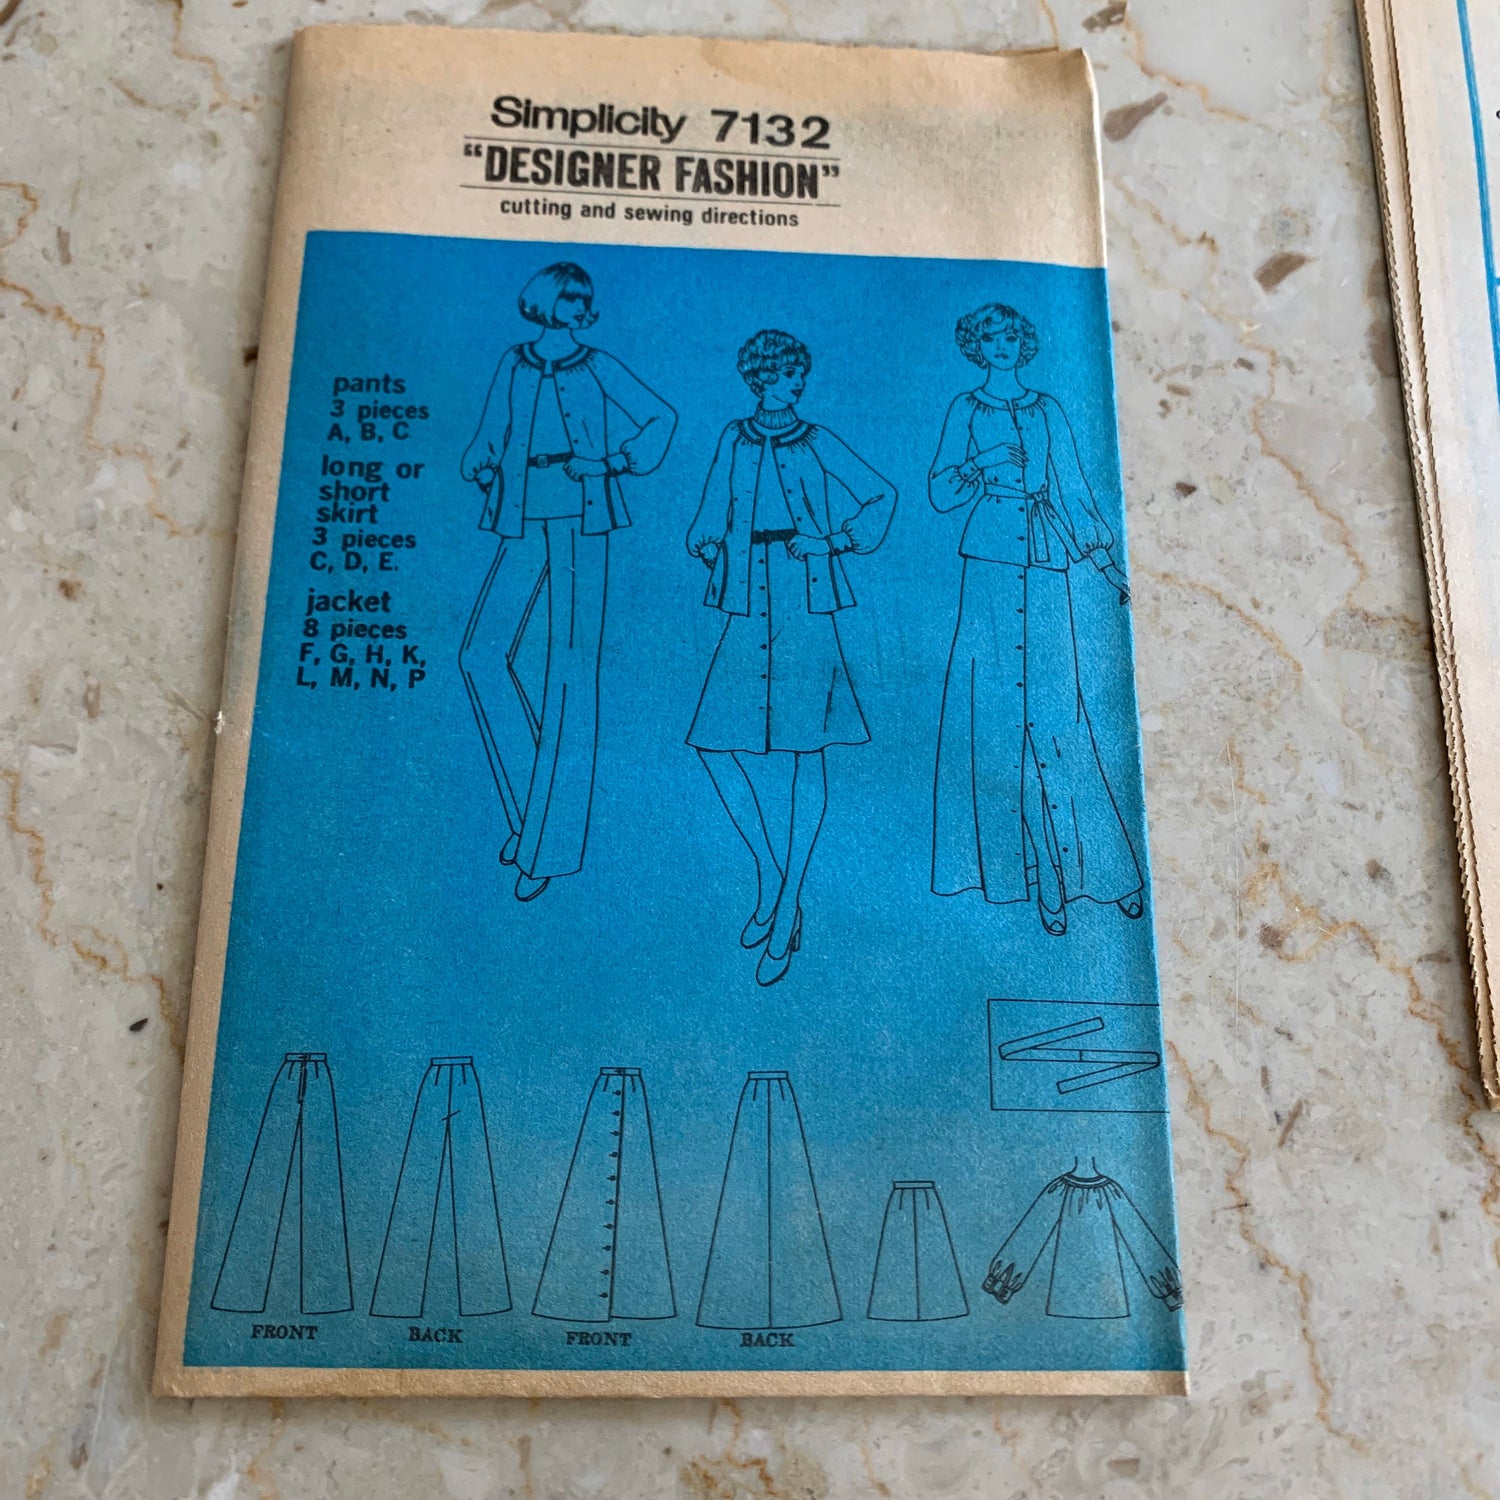 Simplicity 7132
“DESIGNER FASHION”
cutting and sewing directions
pants
3 pieces
A, B, C
long or
short
skirt
3 pieces
C, D, E.
jacket
8 pieces
F, G, H, K,
L, M, N, P
FRONT
BACK
FRONT
BACK